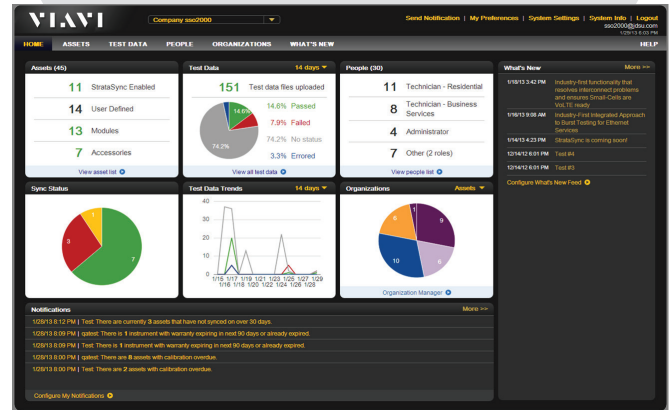 VIAVI
Company sso2000
Send Notification | My Preferences | System Settings | System Info | Logout
sso2000@jdsu.com
1/29/13 6:03 PM
HOME ASSETS TEST DATA PEOPLE ORGANIZATIONS WHAT'S NEW HELP
Assets (45)
11 StrataSync Enabled
14 User Defined
13 Modules
7 Accessories
View asset list
Test Data 14 days
151 Test data files uploaded
14.6%
74.2%
14.6% Passed
7.9% Failed
74.2% No status
3.3% Errored
View all test data
People (30)
11 Technician - Residential
8 Technician - Business Services
4 Administrator
7 Other (2 roles)
View people list
What's New More >>
1/18/13 3:42 PM Industry-first functionality that
resolves interconnect problems
and ensures Small-Cells are
VoLTE ready
1/16/13 9:08 AM Industry-First Integrated Approach
to Burst Testing for Ethernet
Services
1/14/13 4:23 PM StrataSync is coming soon!
12/14/12 6:01 PM Test #4
12/14/12 6:01 PM Test #3
Configure What's New Feed
Sync Status
1
3
7
Test Data Trends 14 days
40
30
20
10
0
1/15 1/17 1/19 1/21 1/23 1/25 1/27 1/29
1/16 1/18 1/20 1/22 1/24 1/26 1/28
Organizations Assets
1
9
6
10
8
Organization Manager
Notifications More >>
1/28/13 8:12 PM | Test: There are currently 3 assets that have not synced on over 30 days.
1/28/13 8:09 PM | qatest: There is 1 instrument with warranty expiring in next 90 days or already expired.
1/28/13 8:09 PM | Test: There is 1 instrument with warranty expiring in next 90 days or already expired.
1/28/13 8:00 PM | qatest: There are 8 assets with calibration overdue.
1/28/13 8:00 PM | Test: There are 2 assets with calibration overdue.
Configure My Notifications